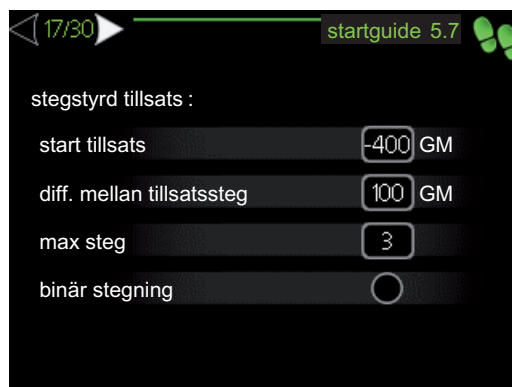 17/30
startguide 5.7
stegstyrd tillsats :
start tillsats -400 GM
diff. mellan tillsatssteg 100 GM
max steg 3
binär stegning